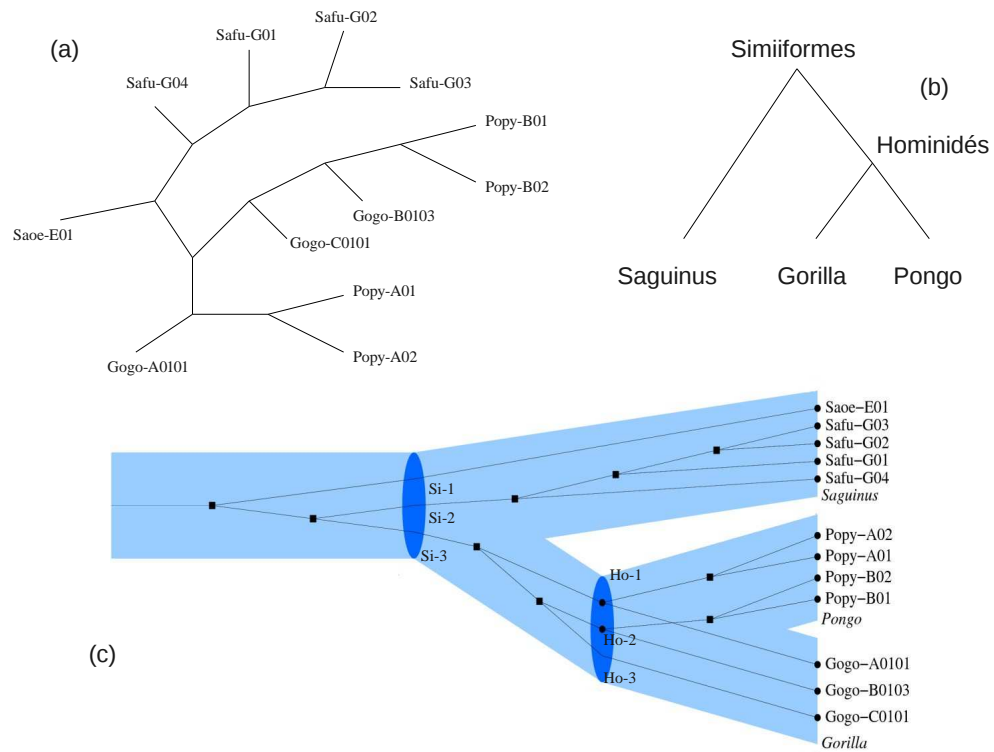 (a)
Safu-G02
Safu-G01
Safu-G04
Safu-G03
Popy-B01
Popy-B02
Gogo-B0103
Saoe-E01
Gogo-C0101
Popy-A01
Gogo-A0101
Popy-A02
Simiiformes
(b)
Hominidés
Saguinus
Gorilla
Pongo
(c)
Si-1
Si-2
Si-3
Ho-1
Ho-2
Ho-3
Saoe-E01
Safu-G03
Safu-G02
Safu-G01
Safu-G04
Saguinus
Popy-A02
Popy-A01
Popy-B02
Popy-B01
Pongo
Gogo-A0101
Gogo-B0103
Gogo-C0101
Gorilla